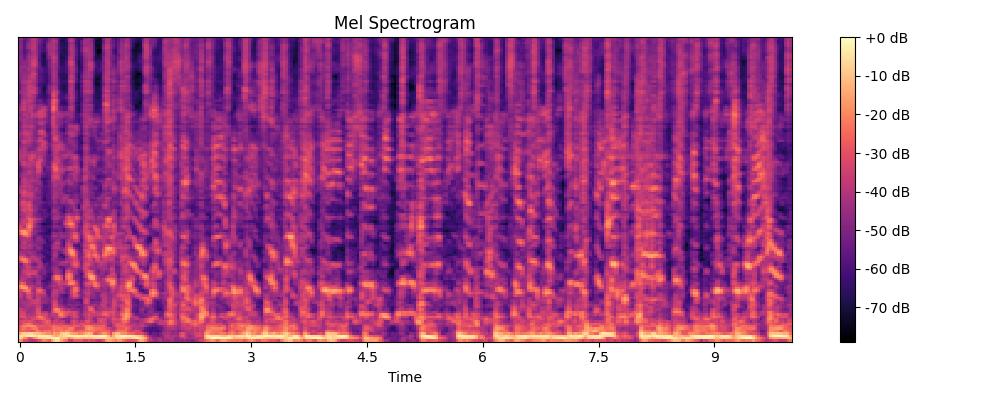 Mel Spectrogram
+0 dB
-10 dB
-20 dB
-30 dB
-40 dB
-50 dB
-60 dB
-70 dB
0
1.5
3
4.5
6
7.5
9
Time